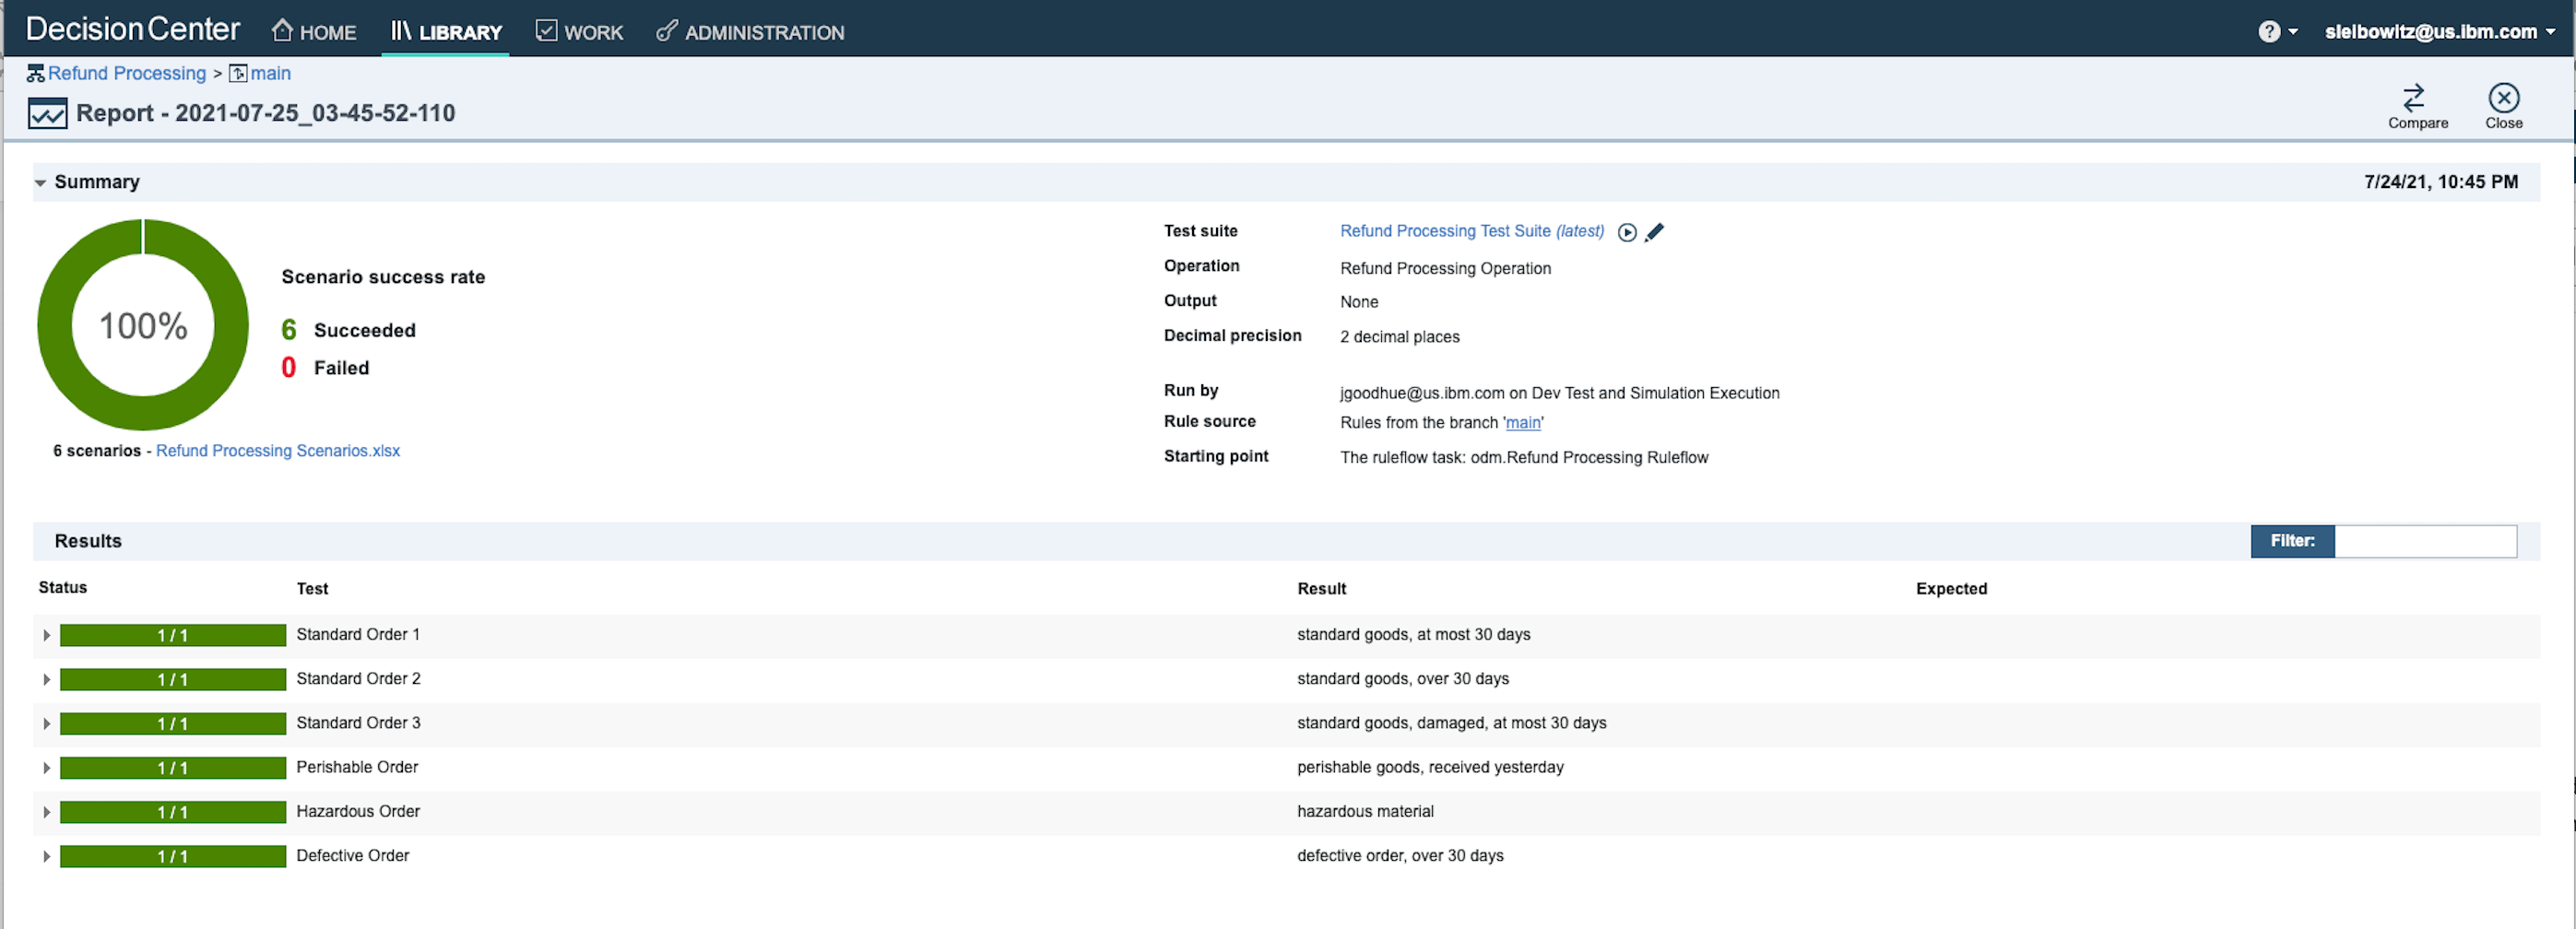 Decision Center HOME LIBRARY WORK ADMINISTRATION ? slelbowitz@us.ibm.com
Refund Processing > main
Report - 2021-07-25_03-45-52-110
Compare Close
Summary 7/24/21, 10:45 PM
100%
Scenario success rate
6 Succeeded
0 Failed
6 scenarios - Refund Processing Scenarios.xlsx
Test suite Refund Processing Test Suite (latest)
Operation Refund Processing Operation
Output None
Decimal precision 2 decimal places
Run by jgoodhue@us.ibm.com on Dev Test and Simulation Execution
Rule source Rules from the branch 'main'
Starting point The ruleflow task: odm.Refund Processing Ruleflow
Results Filter:
Status Test Result Expected
1 / 1 Standard Order 1 standard goods, at most 30 days
1 / 1 Standard Order 2 standard goods, over 30 days
1 / 1 Standard Order 3 standard goods, damaged, at most 30 days
1 / 1 Perishable Order perishable goods, received yesterday
1 / 1 Hazardous Order hazardous material
1 / 1 Defective Order defective order, over 30 days